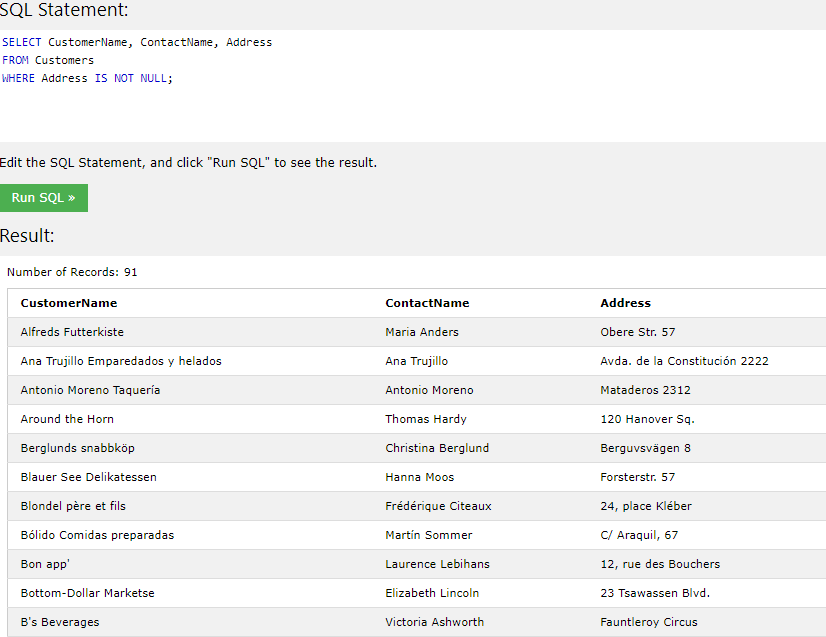 SQL Statement:
SELECT CustomerName, ContactName, Address
FROM Customers
WHERE Address IS NOT NULL;
Edit the SQL Statement, and click "Run SQL" to see the result.
Run SQL »
Result:
Number of Records: 91
CustomerName ContactName Address
Alfreds Futterkiste Maria Anders Obere Str. 57
Ana Trujillo Emparedados y helados Ana Trujillo Avda. de la Constitución 2222
Antonio Moreno Taquería Antonio Moreno Mataderos 2312
Around the Horn Thomas Hardy 120 Hanover Sq.
Berglunds snabbköp Christina Berglund Berguvsvägen 8
Blauer See Delikatessen Hanna Moos Forsterstr. 57
Blondel père et fils Frédérique Citeaux 24, place Kléber
Bólido Comidas preparadas Martín Sommer C/ Araquil, 67
Bon app' Laurence Lebihans 12, rue des Bouchers
Bottom-Dollar Marketse Elizabeth Lincoln 23 Tsawassen Blvd.
B's Beverages Victoria Ashworth Fauntleroy Circus